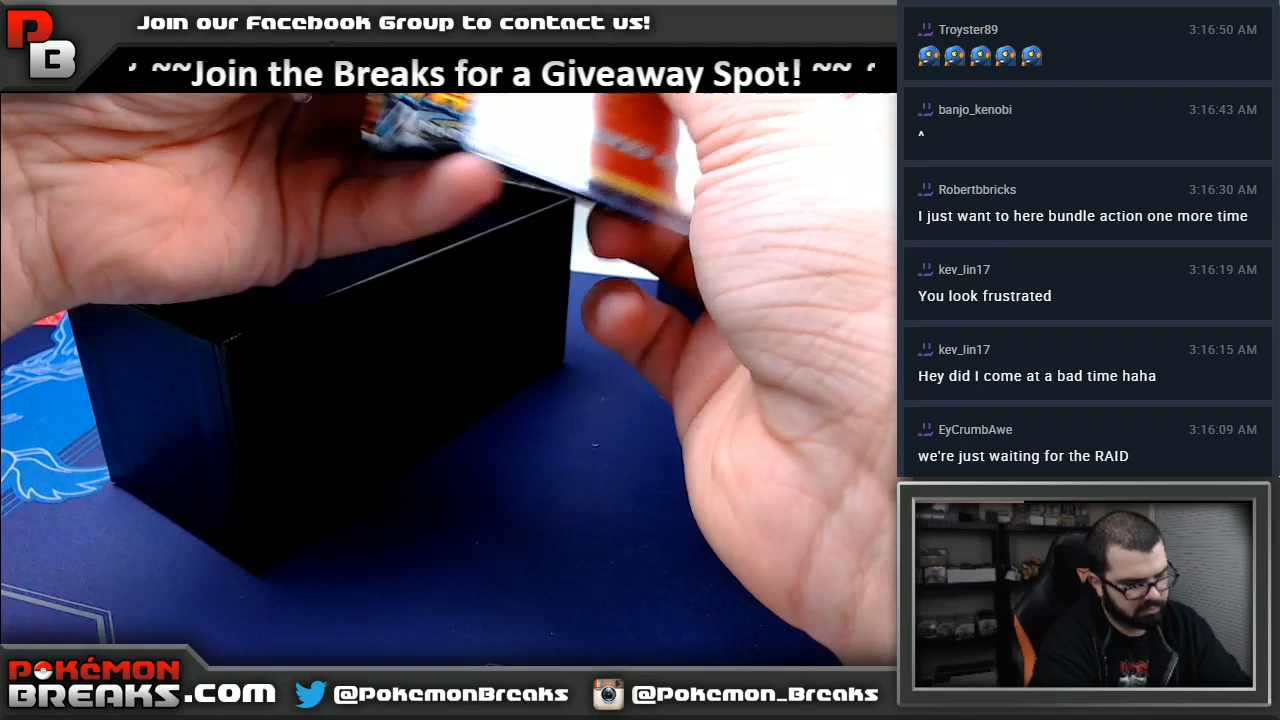 Join our Facebook Group to contact us!
PB
~~Join the Breaks for a Giveaway Spot! ~~
Troyster89 3:16:50 AM
banjo_kenobi 3:16:43 AM
^
Robertbbricks 3:16:30 AM
I just want to here bundle action one more time
kev_lin17 3:16:19 AM
You look frustrated
kev_lin17 3:16:15 AM
Hey did I come at a bad time haha
EyCrumbAwe 3:16:09 AM
we're just waiting for the RAID
POKéMON
BREAKS.com
@PokemonBreaks
@Pokemon_Breaks